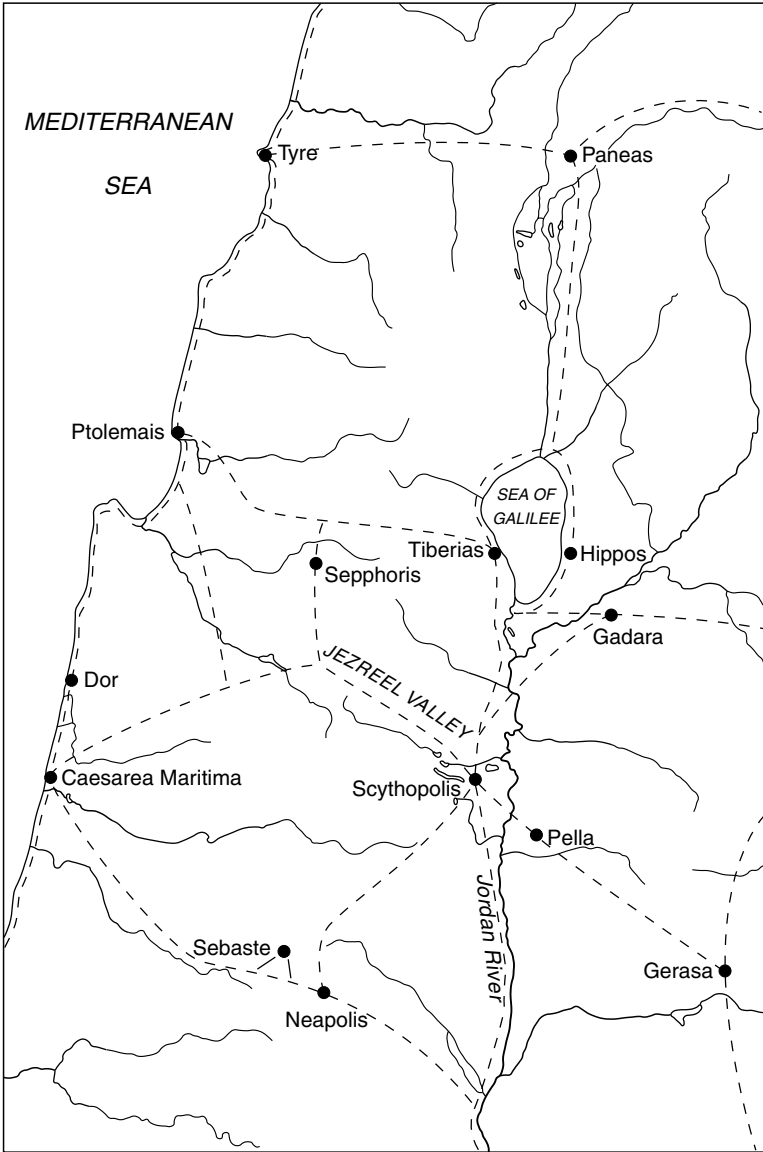 MEDITERRANEAN
SEA
Tyre
Paneas
Ptolemais
SEA OF
GALILEE
Tiberias
Hippos
Sepphoris
Gadara
JEZREEL VALLEY
Dor
Caesarea Maritima
Scythopolis
Pella
Jordan River
Sebaste
Gerasa
Neapolis